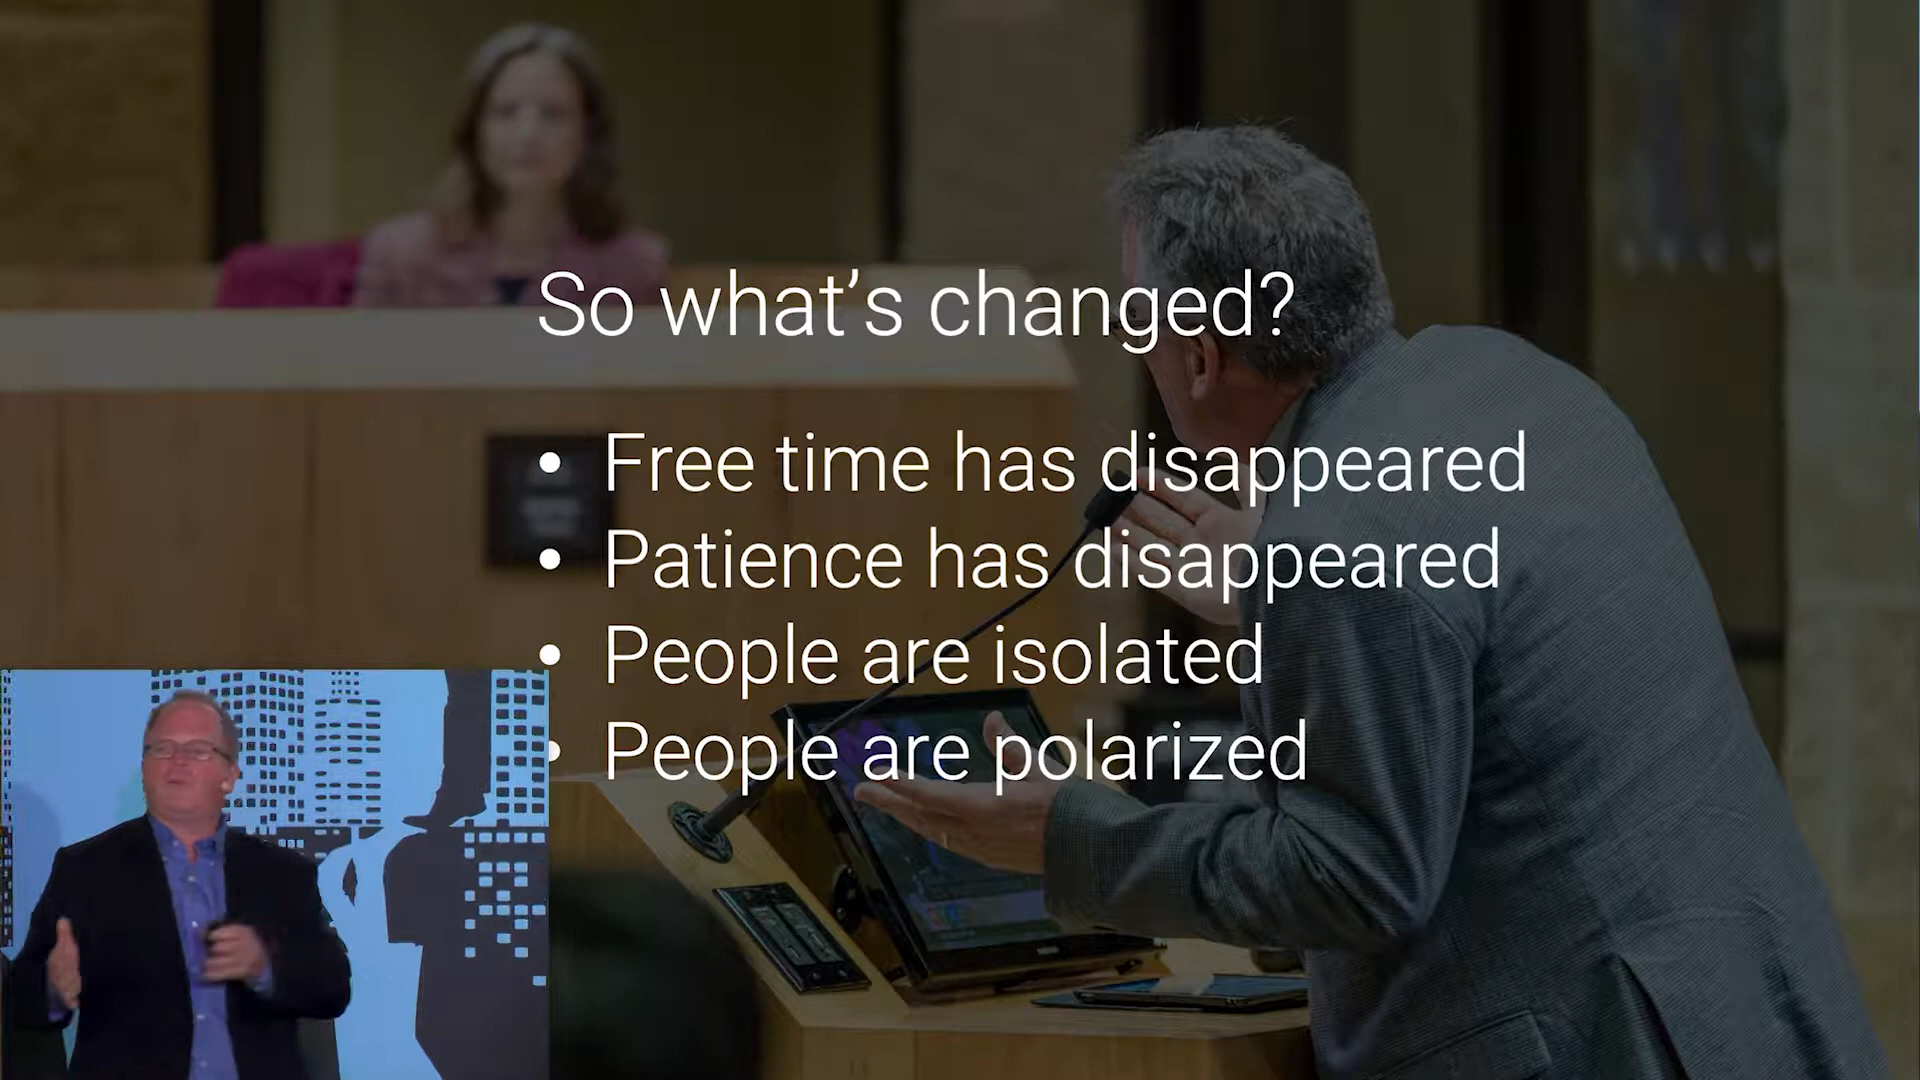 So what's changed?
• Free time has disappeared
• Patience has disappeared
• People are isolated
• People are polarized